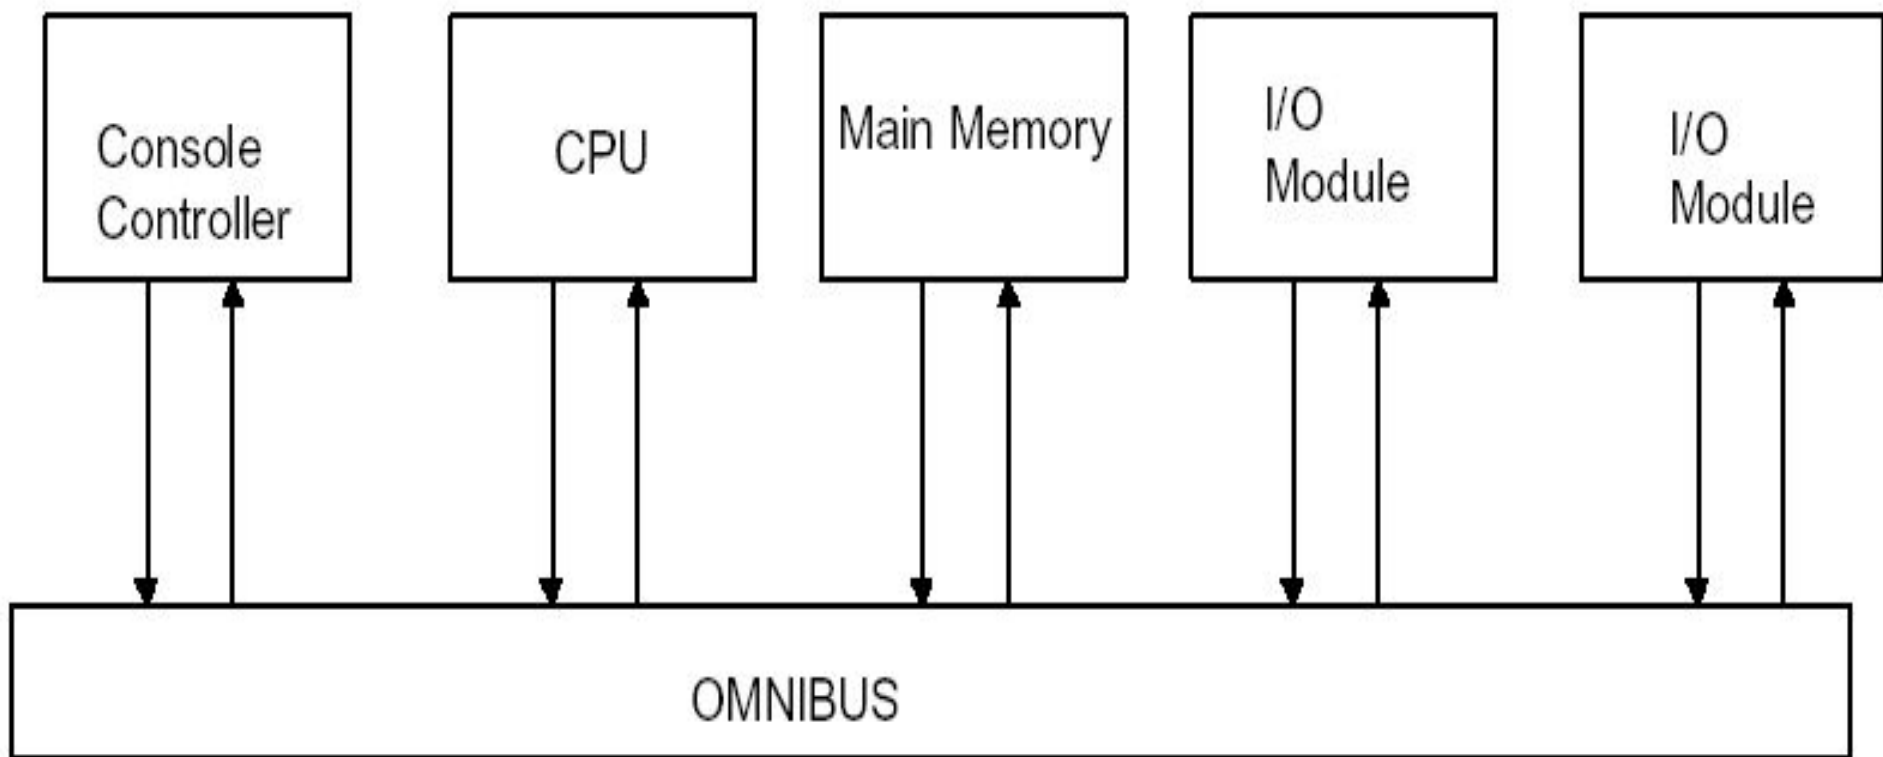 Console
Controller
CPU
Main Memory
I/O
Module
I/O
Module
OMNIBUS